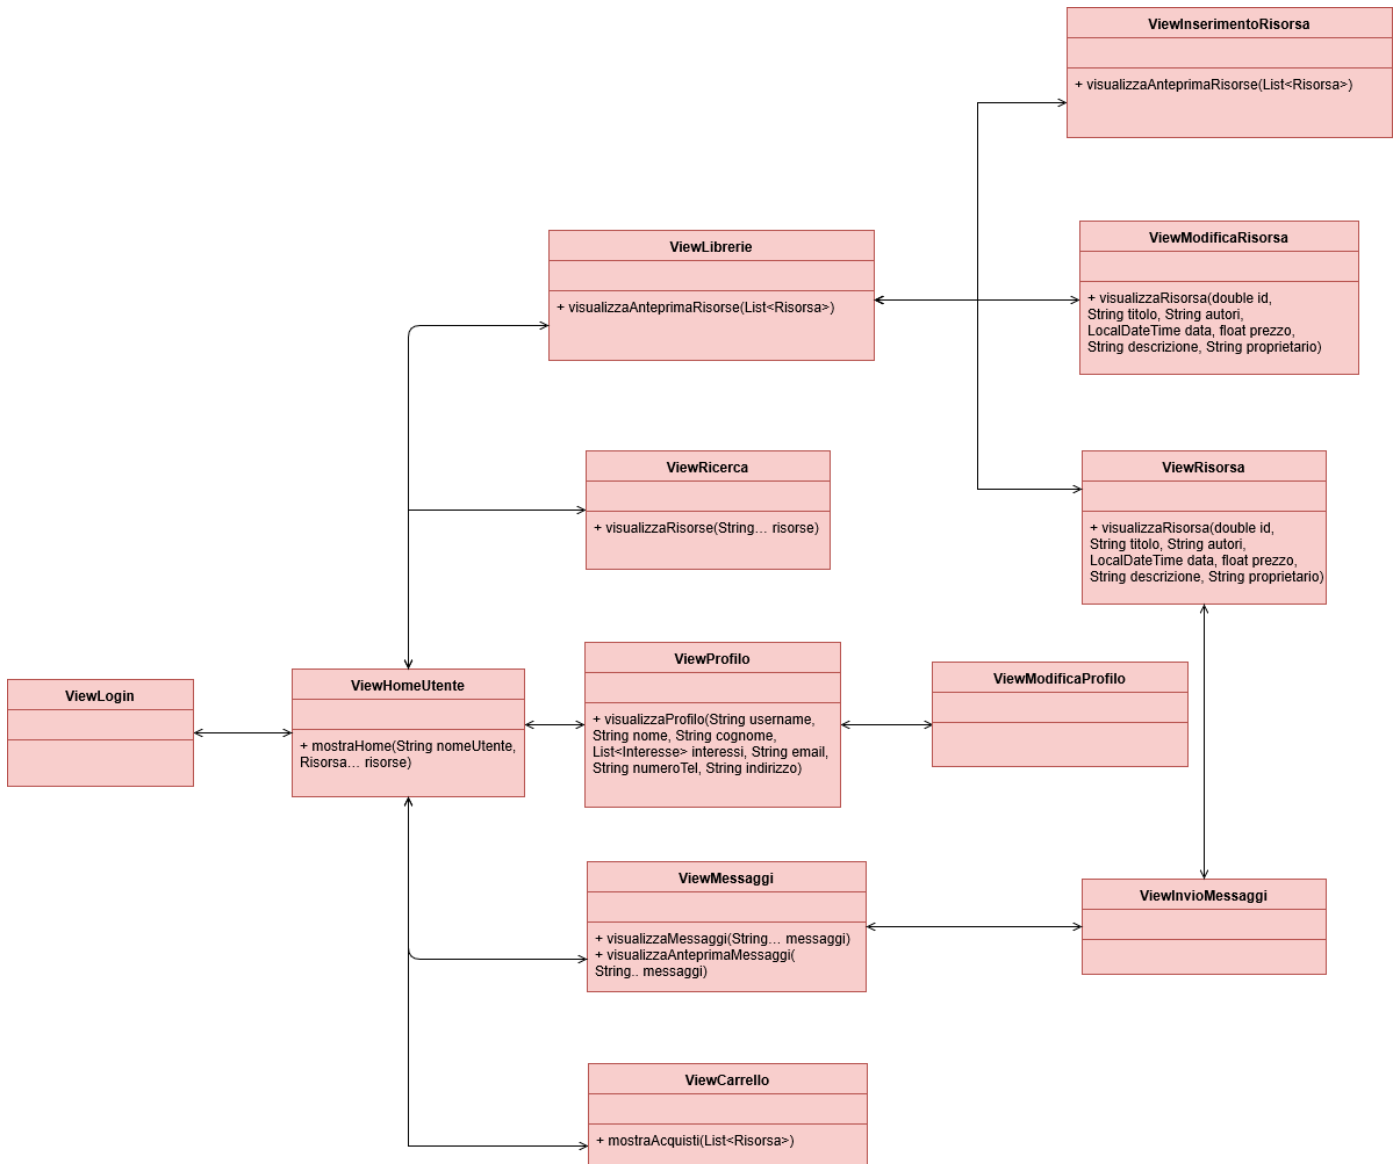 ViewInserimentoRisorsa
+ visualizzaAnteprimaRisorse(List<Risorsa>)
ViewLibrerie
+ visualizzaAnteprimaRisorse(List<Risorsa>)
ViewModificaRisorsa
+ visualizzaRisorsa(double id,
String titolo, String autori,
LocalDateTime data, float prezzo,
String descrizione, String proprietario)
ViewRicerca
+ visualizzaRisorse(String... risorse)
ViewRisorsa
+ visualizzaRisorsa(double id,
String titolo, String autori,
LocalDateTime data, float prezzo,
String descrizione, String proprietario)
ViewLogin
ViewHomeUtente
+ mostraHome(String nomeUtente,
Risorsa... risorse)
ViewProfilo
+ visualizzaProfilo(String username,
String nome, String cognome,
List<Interesse> interessi, String email,
String numeroTel, String indirizzo)
ViewModificaProfilo
ViewMessaggi
+ visualizzaMessaggi(String... messaggi)
+ visualizzaAnteprimaMessaggi(
String.. messaggi)
ViewInvioMessaggi
ViewCarrello
+ mostraAcquisti(List<Risorsa>)